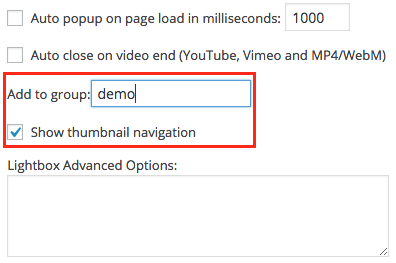 Auto popup on page load in milliseconds: 1000
Auto close on video end (YouTube, Vimeo and MP4/WebM)
Add to group: demo
Show thumbnail navigation
Lightbox Advanced Options: